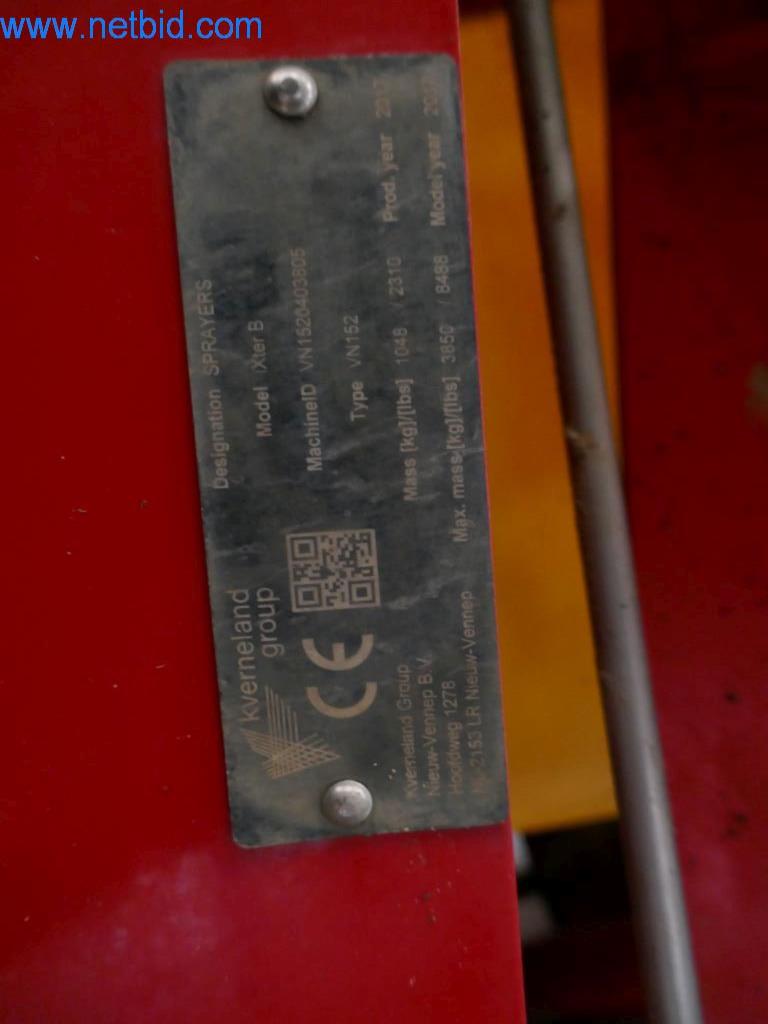 www.netbid.com
kverneland
group
CE
Designation SPRAYERS
Model iXter B
MachineID VN1520403805
Type VN152
Mass [kg]/[lbs] 1048 / 2310 Prod. year
Max. mass [kg]/[lbs] 3850 / 8488 Model year
Kverneland Group
Nieuw-Vennep B.V.
Hoofdweg 1278
NL-2153 LR Nieuw-Vennep